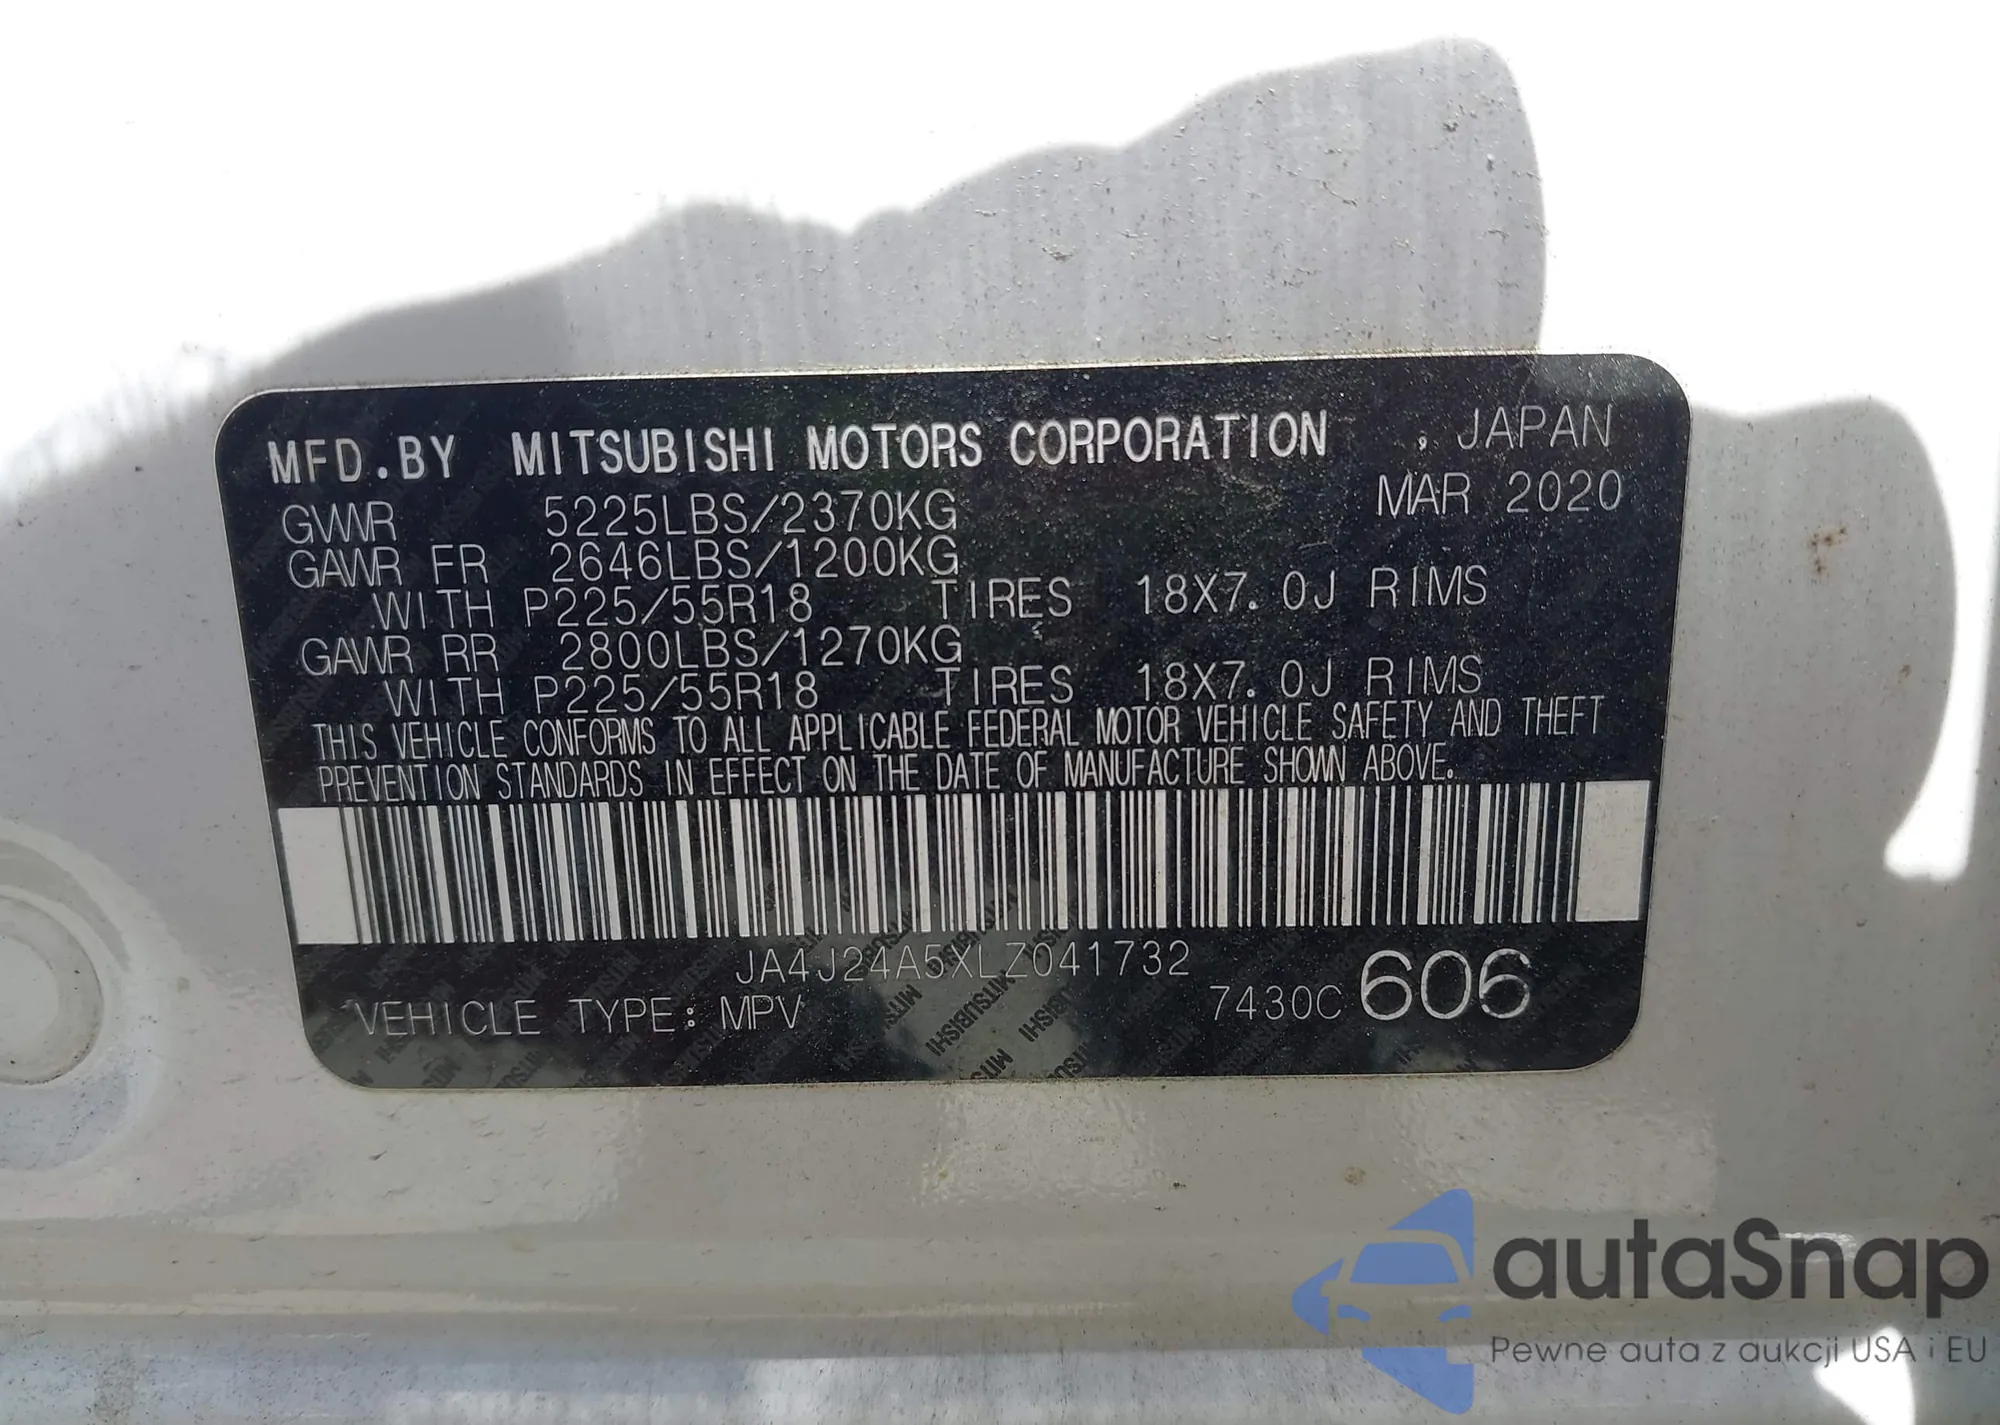 MFD.BY MITSUBISHI MOTORS CORPORATION , JAPAN
MAR 2020
GVWR 5225LBS/2370KG
GAWR FR 2646LBS/1200KG
WITH P225/55R18 TIRES 18X7.0J RIMS
GAWR RR 2800LBS/1270KG
WITH P225/55R18 TIRES 18X7.0J RIMS
THIS VEHICLE CONFORMS TO ALL APPLICABLE FEDERAL MOTOR VEHICLE SAFETY AND THEFT
PREVENTION STANDARDS IN EFFECT ON THE DATE OF MANUFACTURE SHOWN ABOVE.
JA4J24A5XLZ041732
VEHICLE TYPE: MPV 7430C 606
autaSnap
Pewne auta z aukcji USA i EU